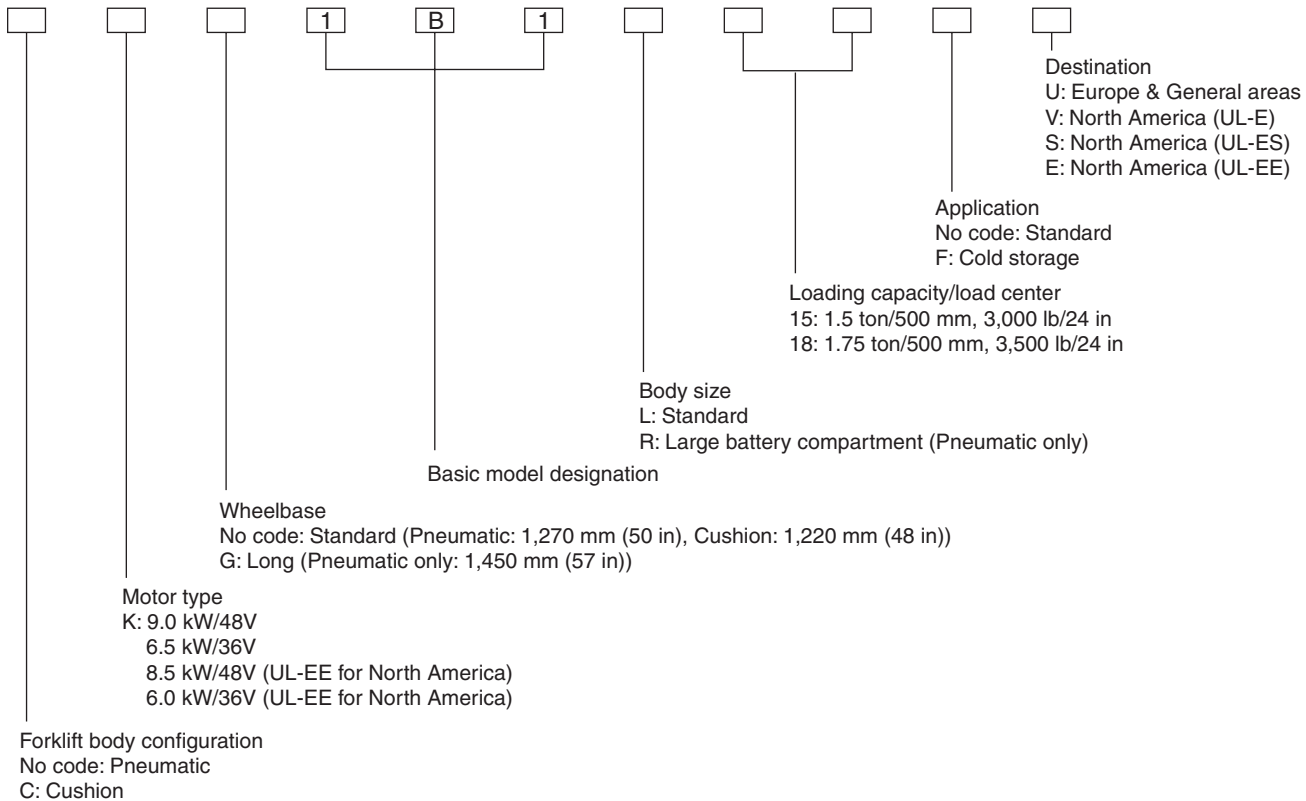 1 B 1
Destination
U: Europe & General areas
V: North America (UL-E)
S: North America (UL-ES)
E: North America (UL-EE)
Application
No code: Standard
F: Cold storage
Loading capacity/load center
15: 1.5 ton/500 mm, 3,000 lb/24 in
18: 1.75 ton/500 mm, 3,500 lb/24 in
Body size
L: Standard
R: Large battery compartment (Pneumatic only)
Basic model designation
Wheelbase
No code: Standard (Pneumatic: 1,270 mm (50 in), Cushion: 1,220 mm (48 in))
G: Long (Pneumatic only: 1,450 mm (57 in))
Motor type
K: 9.0 kW/48V
6.5 kW/36V
8.5 kW/48V (UL-EE for North America)
6.0 kW/36V (UL-EE for North America)
Forklift body configuration
No code: Pneumatic
C: Cushion